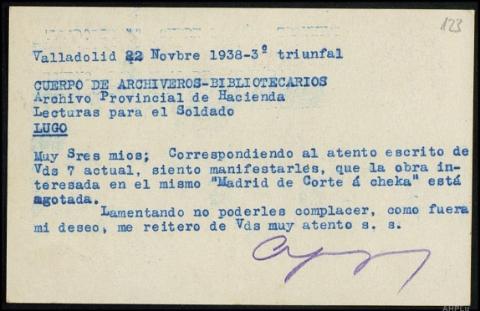 123
Valladolid 22 Novbre 1938-3º triunfal
CUERPO DE ARCHIVEROS-BIBLIOTECARIOS
Archivo Provincial de Hacienda
Lecturas para el Soldado
LUGO
Muy Sres mios; Correspondiendo al atento escrito de
Vds 7 actual, siento manifestarles, que la obra in-
teresada en el mismo "Madrid de Corte á cheka" está
agotada.
Lamentando no poderles complacer, como fuera
mi deseo, me reitero de Vds muy atento s. s.
AHPLu